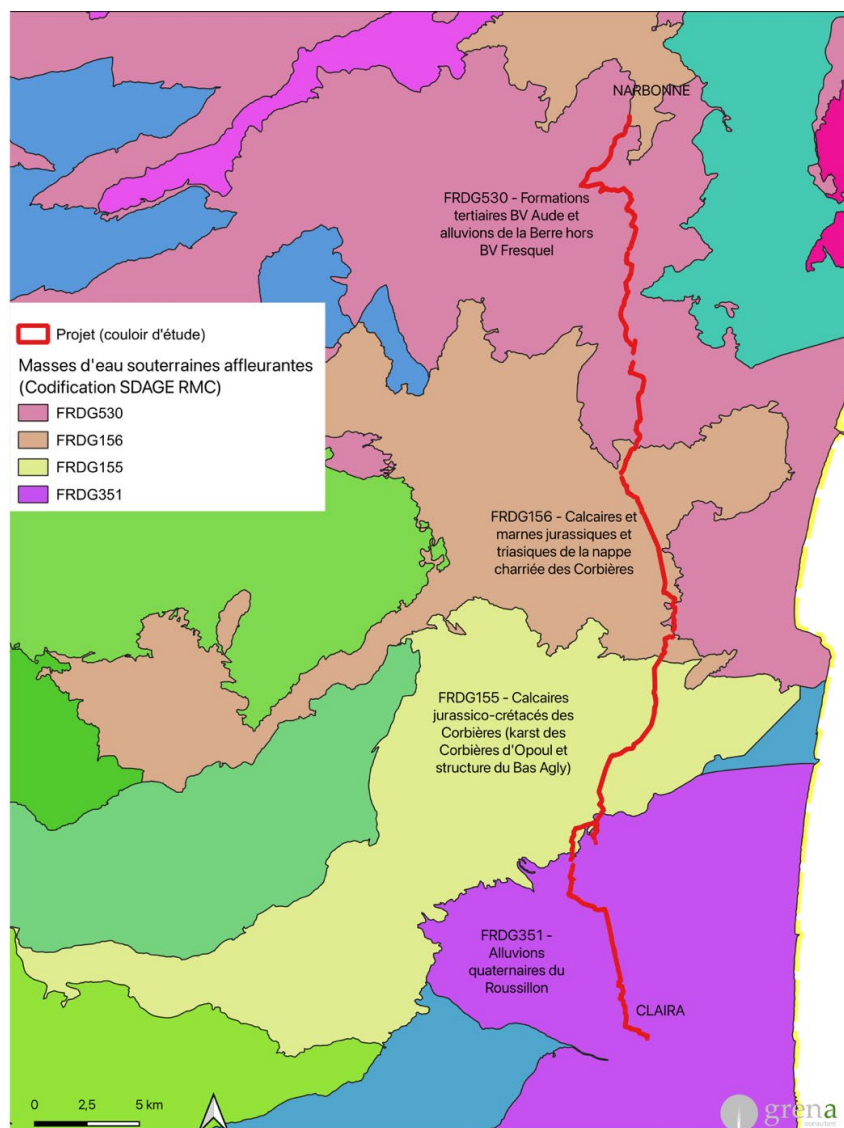 NARBONNE
FRDG530 - Formations
tertiaires BV Aude et
alluvions de la Berre hors
BV Fresquel
Projet (couloir d'étude)
Masses d'eau souterraines affleurantes
(Codification SDAGE RMC)
FRDG530
FRDG156
FRDG155
FRDG351
FRDG156 - Calcaires et
marnes jurassiques et
triasiques de la nappe
charriée des Corbières
FRDG155 - Calcaires
jurassico-crétacés des
Corbières (karst des
Corbières d'Opoul et
structure du Bas Agly)
FRDG351 -
Alluvions
quaternaires du
Roussillon
CLAIRA
0 2,5 5 km
grena
consultant